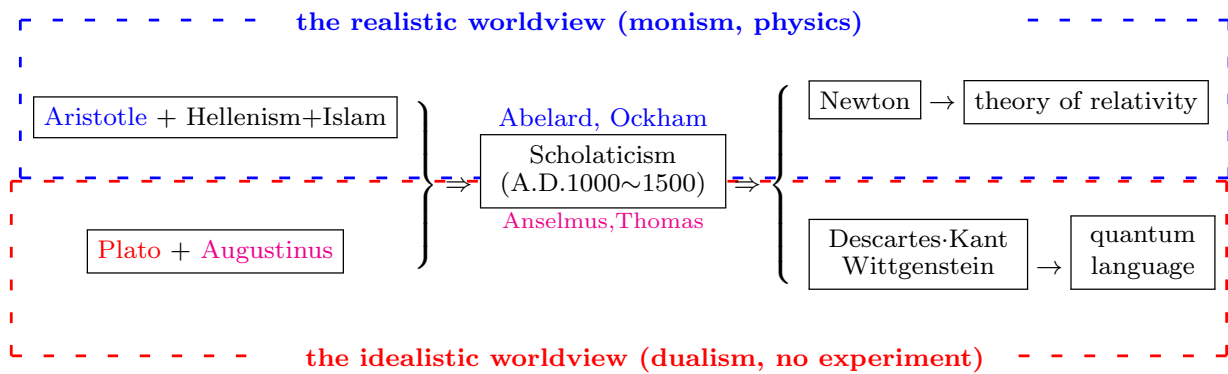 the realistic worldview (monism, physics)
Aristotle + Hellenism+Islam
Abelard, Ockham
Scholaticism
(A.D.1000~1500)
Anselmus,Thomas
⇒
⇒
Newton → theory of relativity
Plato + Augustinus
Descartes·Kant
Wittgenstein
→
quantum
language
the idealistic worldview (dualism, no experiment)